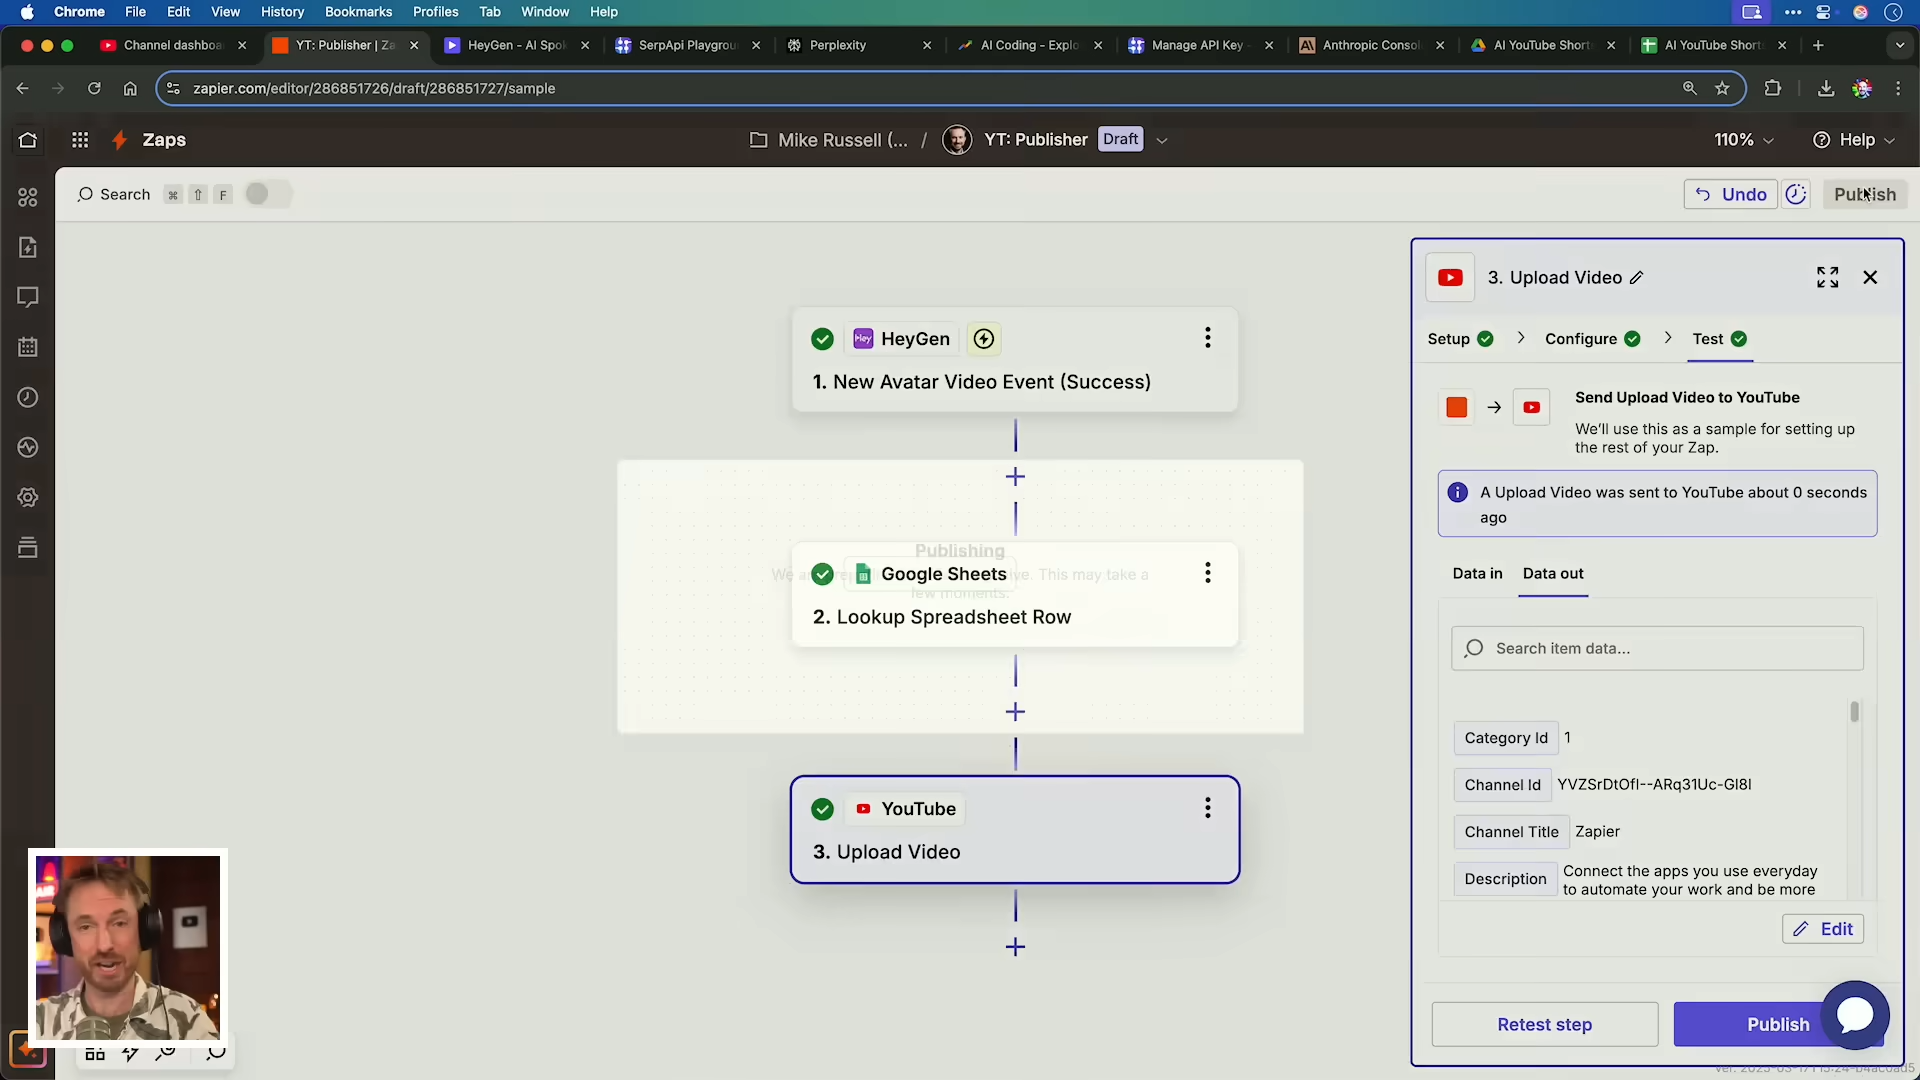 Chrome File Edit View History Bookmarks Profiles Tab Window Help
Channel dashboa
YT: Publisher | Za
HeyGen - AI Spok
SerpApi Playgrou
Perplexity
AI Coding - Explo
Manage API Key -
Anthropic Consol
AI YouTube Short
AI YouTube Short
zapier.com/editor/286851726/draft/286851727/sample
Zaps
Mike Russell (... / YT: Publisher Draft
110%
Help
Search ⌘ ⇧ F
Undo
Publish
HeyGen
1. New Avatar Video Event (Success)
Publishing
Google Sheets
This may take a
few moments.
2. Lookup Spreadsheet Row
YouTube
3. Upload Video
3. Upload Video
Setup
Configure
Test
Send Upload Video to YouTube
We'll use this as a sample for setting up
the rest of your Zap.
A Upload Video was sent to YouTube about 0 seconds
ago
Data in
Data out
Search item data...
Category Id 1
Channel Id YVZSrDtOfI--ARq31Uc-GI8I
Channel Title Zapier
Description Connect the apps you use everyday
to automate your work and be more
Edit
Retest step
Publish